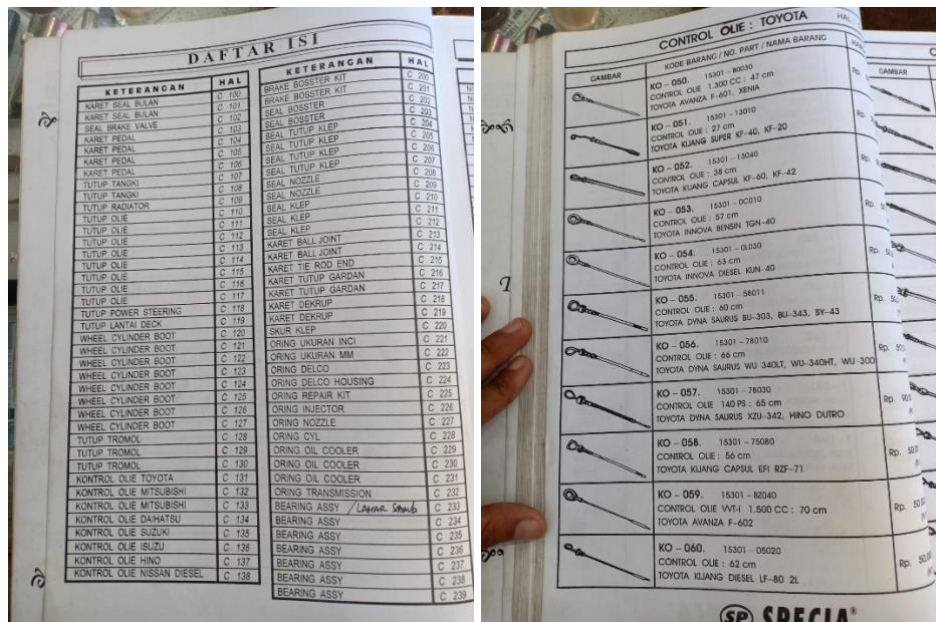 DAFTAR ISI
KETERANGAN HAL
KARET SEAL BULAN C 100
KARET SEAL BULAN C 101
SEAL BRAKE VALVE C 102
KARET PEDAL C 103
KARET PEDAL C 104
KARET PEDAL C 105
KARET PEDAL C 106
TUTUP TANGKI C 107
TUTUP TANGKI C 108
TUTUP RADIATOR C 109
TUTUP OLIE C 110
TUTUP OLIE C 111
TUTUP OLIE C 112
TUTUP OLIE C 113
TUTUP OLIE C 114
TUTUP OLIE C 115
TUTUP OLIE C 116
TUTUP OLIE C 117
TUTUP POWER STEERING C 118
TUTUP LANTAI DECK C 119
WHEEL CYLINDER BOOT C 120
WHEEL CYLINDER BOOT C 121
WHEEL CYLINDER BOOT C 122
WHEEL CYLINDER BOOT C 123
WHEEL CYLINDER BOOT C 124
WHEEL CYLINDER BOOT C 125
WHEEL CYLINDER BOOT C 126
WHEEL CYLINDER BOOT C 127
TUTUP TROMOL C 128
TUTUP TROMOL C 129
TUTUP TROMOL C 130
KONTROL OLIE TOYOTA C 131
KONTROL OLIE MITSUBISHI C 132
KONTROL OLIE MITSUBISHI C 133
KONTROL OLIE DAIHATSU C 134
KONTROL OLIE SUZUKI C 135
KONTROL OLIE ISUZU C 136
KONTROL OLIE HINO C 137
KONTROL OLIE NISSAN DIESEL C 138
KETERANGAN HAL
BRAKE BOSSTER KIT C 200
BRAKE BOSSTER KIT C 201
SEAL BOSSTER C 202
SEAL BOSSTER C 203
SEAL TUTUP KLEP C 204
SEAL TUTUP KLEP C 205
SEAL TUTUP KLEP C 206
SEAL TUTUP KLEP C 207
SEAL NOZZLE C 208
SEAL NOZZLE C 209
SEAL KLEP C 210
SEAL KLEP C 211
SEAL KLEP C 212
KARET BALL JOINT C 213
KARET BALL JOINT C 214
KARET TIE ROD END C 215
KARET TUTUP GARDAN C 216
KARET TUTUP GARDAN C 217
KARET DEKRUP C 218
KARET DEKRUP C 219
SKUR KLEP C 220
ORING UKURAN INCI C 221
ORING UKURAN MM C 222
ORING DELCO C 223
ORING DELCO HOUSING C 224
ORING REPAIR KIT C 225
ORING INJECTOR C 226
ORING NOZZLE C 227
ORING CYL C 228
ORING OIL COOLER C 229
ORING OIL COOLER C 230
ORING OIL COOLER C 231
ORING TRANSMISSION C 232
BEARING ASSY C 233
BEARING ASSY C 234
BEARING ASSY C 235
BEARING ASSY C 236
BEARING ASSY C 237
BEARING ASSY C 238
BEARING ASSY C 239
CONTROL OLIE : TOYOTA HAL
GAMBAR KODE BARANG / NO. PART / NAMA BARANG
KO – 050. 15301 – B0030
CONTROL OLIE 1.300 CC : 47 cm
TOYOTA AVANZA F-601, XENIA
KO – 051. 15301 – 13010
CONTROL OLIE : 27 cm
TOYOTA KIJANG SUPER KF-40, KF-20
KO – 052. 15301 – 13040
CONTROL OLIE : 38 cm
TOYOTA KIJANG CAPSUL KF-60, KF-42
KO – 053. 15301 – 0C010
CONTROL OLIE : 57 cm
TOYOTA INNOVA BENSIN TGN-40
KO – 054. 15301 – 0L030
CONTROL OLIE : 63 cm
TOYOTA INNOVA DIESEL KUN-40
KO – 055. 15301 – 58011
CONTROL OLIE : 60 cm
TOYOTA DYNA SAURUS BU-303, BU-343, BY-43
KO – 056. 15301 – 78010
CONTROL OLIE : 66 cm
TOYOTA DYNA SAURUS WU 340LT, WU-340HT, WU 300
KO – 057. 15301 – 78030
CONTROL OLIE 140 PS : 65 cm
TOYOTA DYNA SAURUS XZU-342, HINO DUTRO
KO – 058. 15301 – 75080
CONTROL OLIE : 56 cm
TOYOTA KIJANG CAPSUL EFI RZF-71
KO – 059. 15301 – BZ040
CONTROL OLIE VVT-i 1.500 CC : 70 cm
TOYOTA AVANZA F-602
KO – 060. 15301 – 05020
CONTROL OLIE : 62 cm
TOYOTA KIJANG DIESEL LF-80 2L
SP SPECIA
GAMBAR